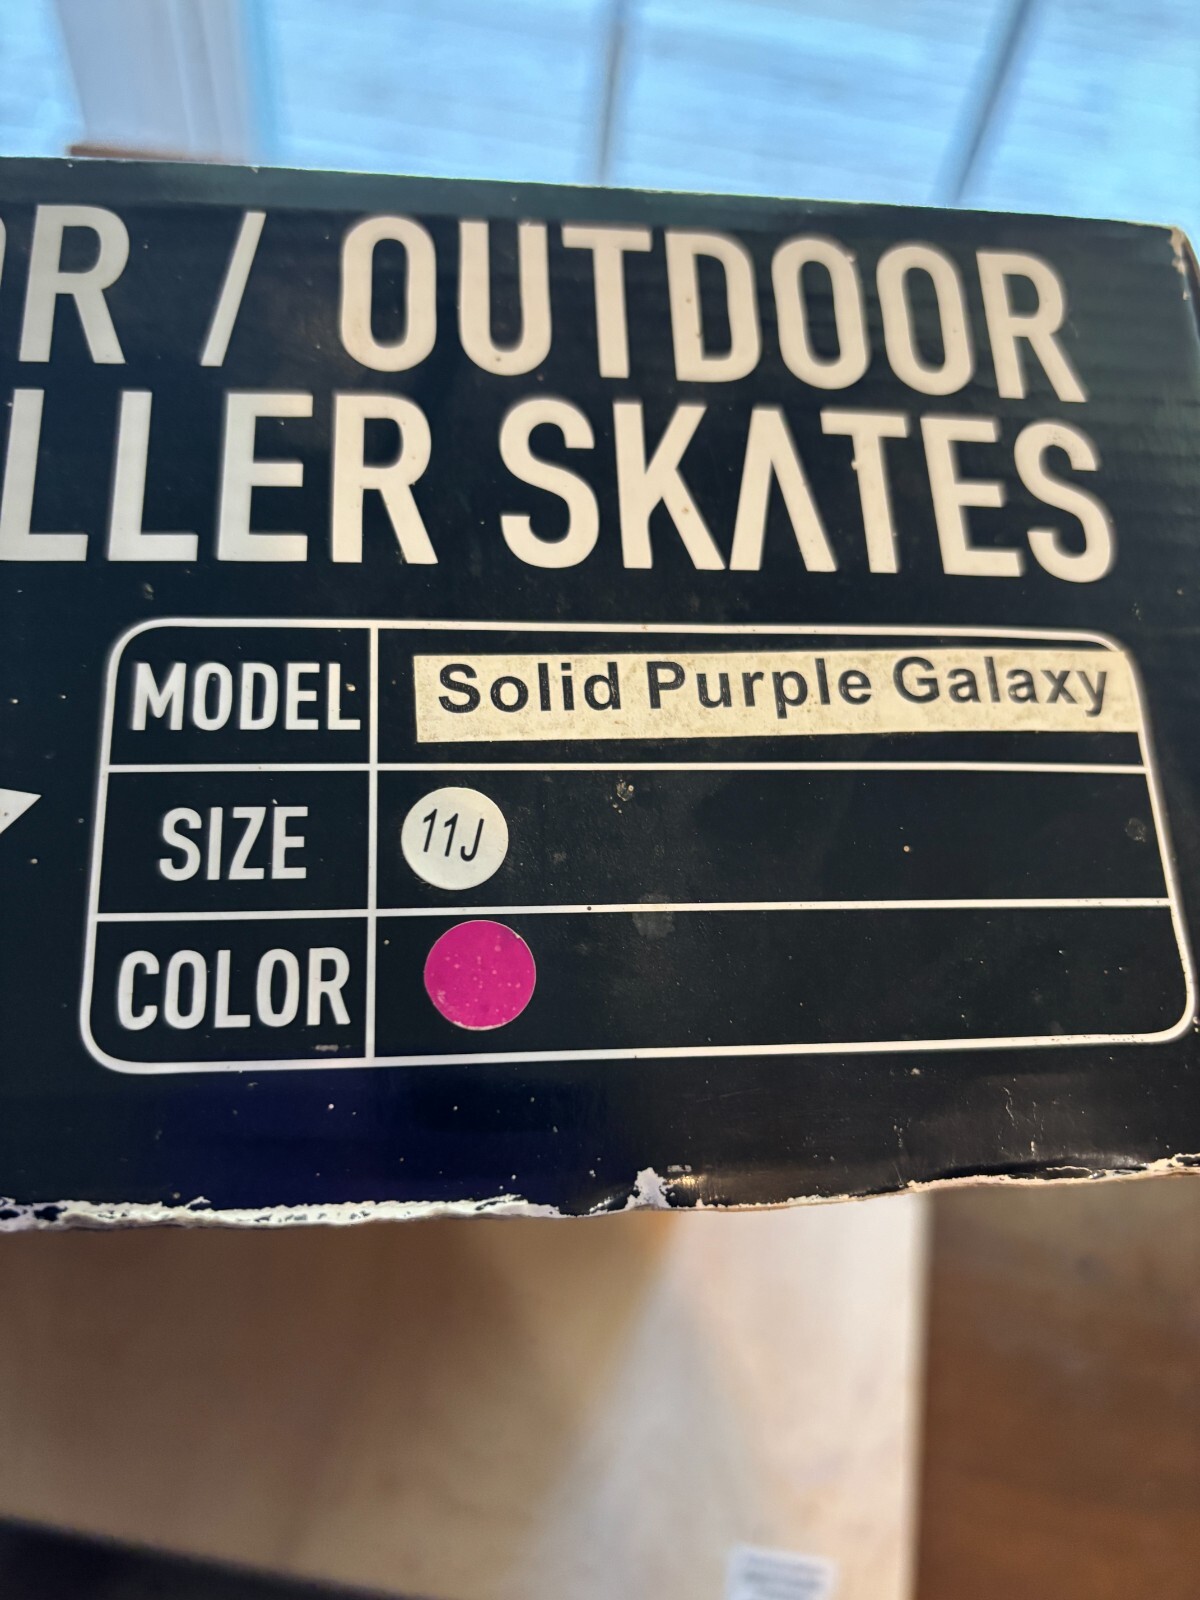 OR / OUTDOOR
LLER SKATES
MODEL Solid Purple Galaxy
SIZE 11J
COLOR